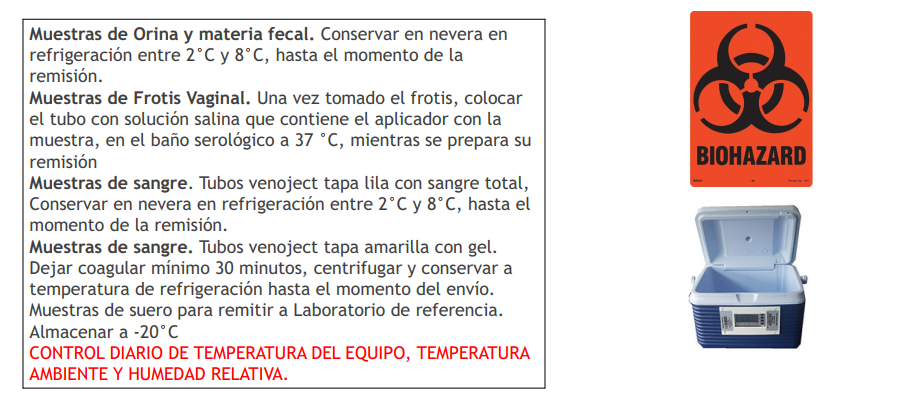 Muestras de Orina y materia fecal. Conservar en nevera en
refrigeración entre 2°C y 8°C, hasta el momento de la
remisión.
Muestras de Frotis Vaginal. Una vez tomado el frotis, colocar
el tubo con solución salina que contiene el aplicador con la
muestra, en el baño serológico a 37 °C, mientras se prepara su
remisión
Muestras de sangre. Tubos venoject tapa lila con sangre total,
Conservar en nevera en refrigeración entre 2°C y 8°C, hasta el
momento de la remisión.
Muestras de sangre. Tubos venoject tapa amarilla con gel.
Dejar coagular mínimo 30 minutos, centrifugar y conservar a
temperatura de refrigeración hasta el momento del envío.
Muestras de suero para remitir a Laboratorio de referencia.
Almacenar a -20°C
CONTROL DIARIO DE TEMPERATURA DEL EQUIPO, TEMPERATURA
AMBIENTE Y HUMEDAD RELATIVA.
BIOHAZARD